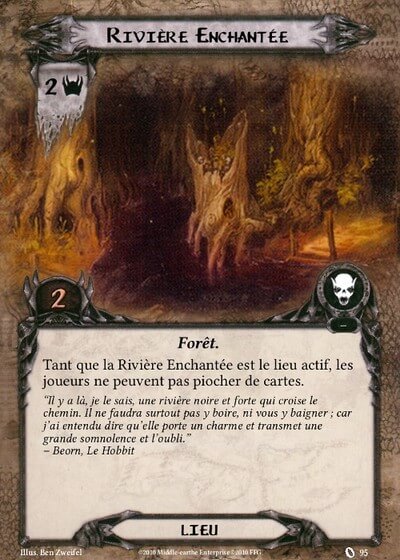 Rivière Enchantée
2
2
–
Forêt.
Tant que la Rivière Enchantée est le lieu actif, les
joueurs ne peuvent pas piocher de cartes.
“Il y a là, je le sais, une rivière noire et forte qui croise le
chemin. Il ne faudra surtout pas y boire, ni vous y baigner ; car
j’ai entendu dire qu’elle porte un charme et transmet une
grande somnolence et l’oubli.”
– Beorn, Le Hobbit
Lieu
Illus. Ben Zweifel
©2010 Middle-earthe Enterprise ©2010 FFG
95